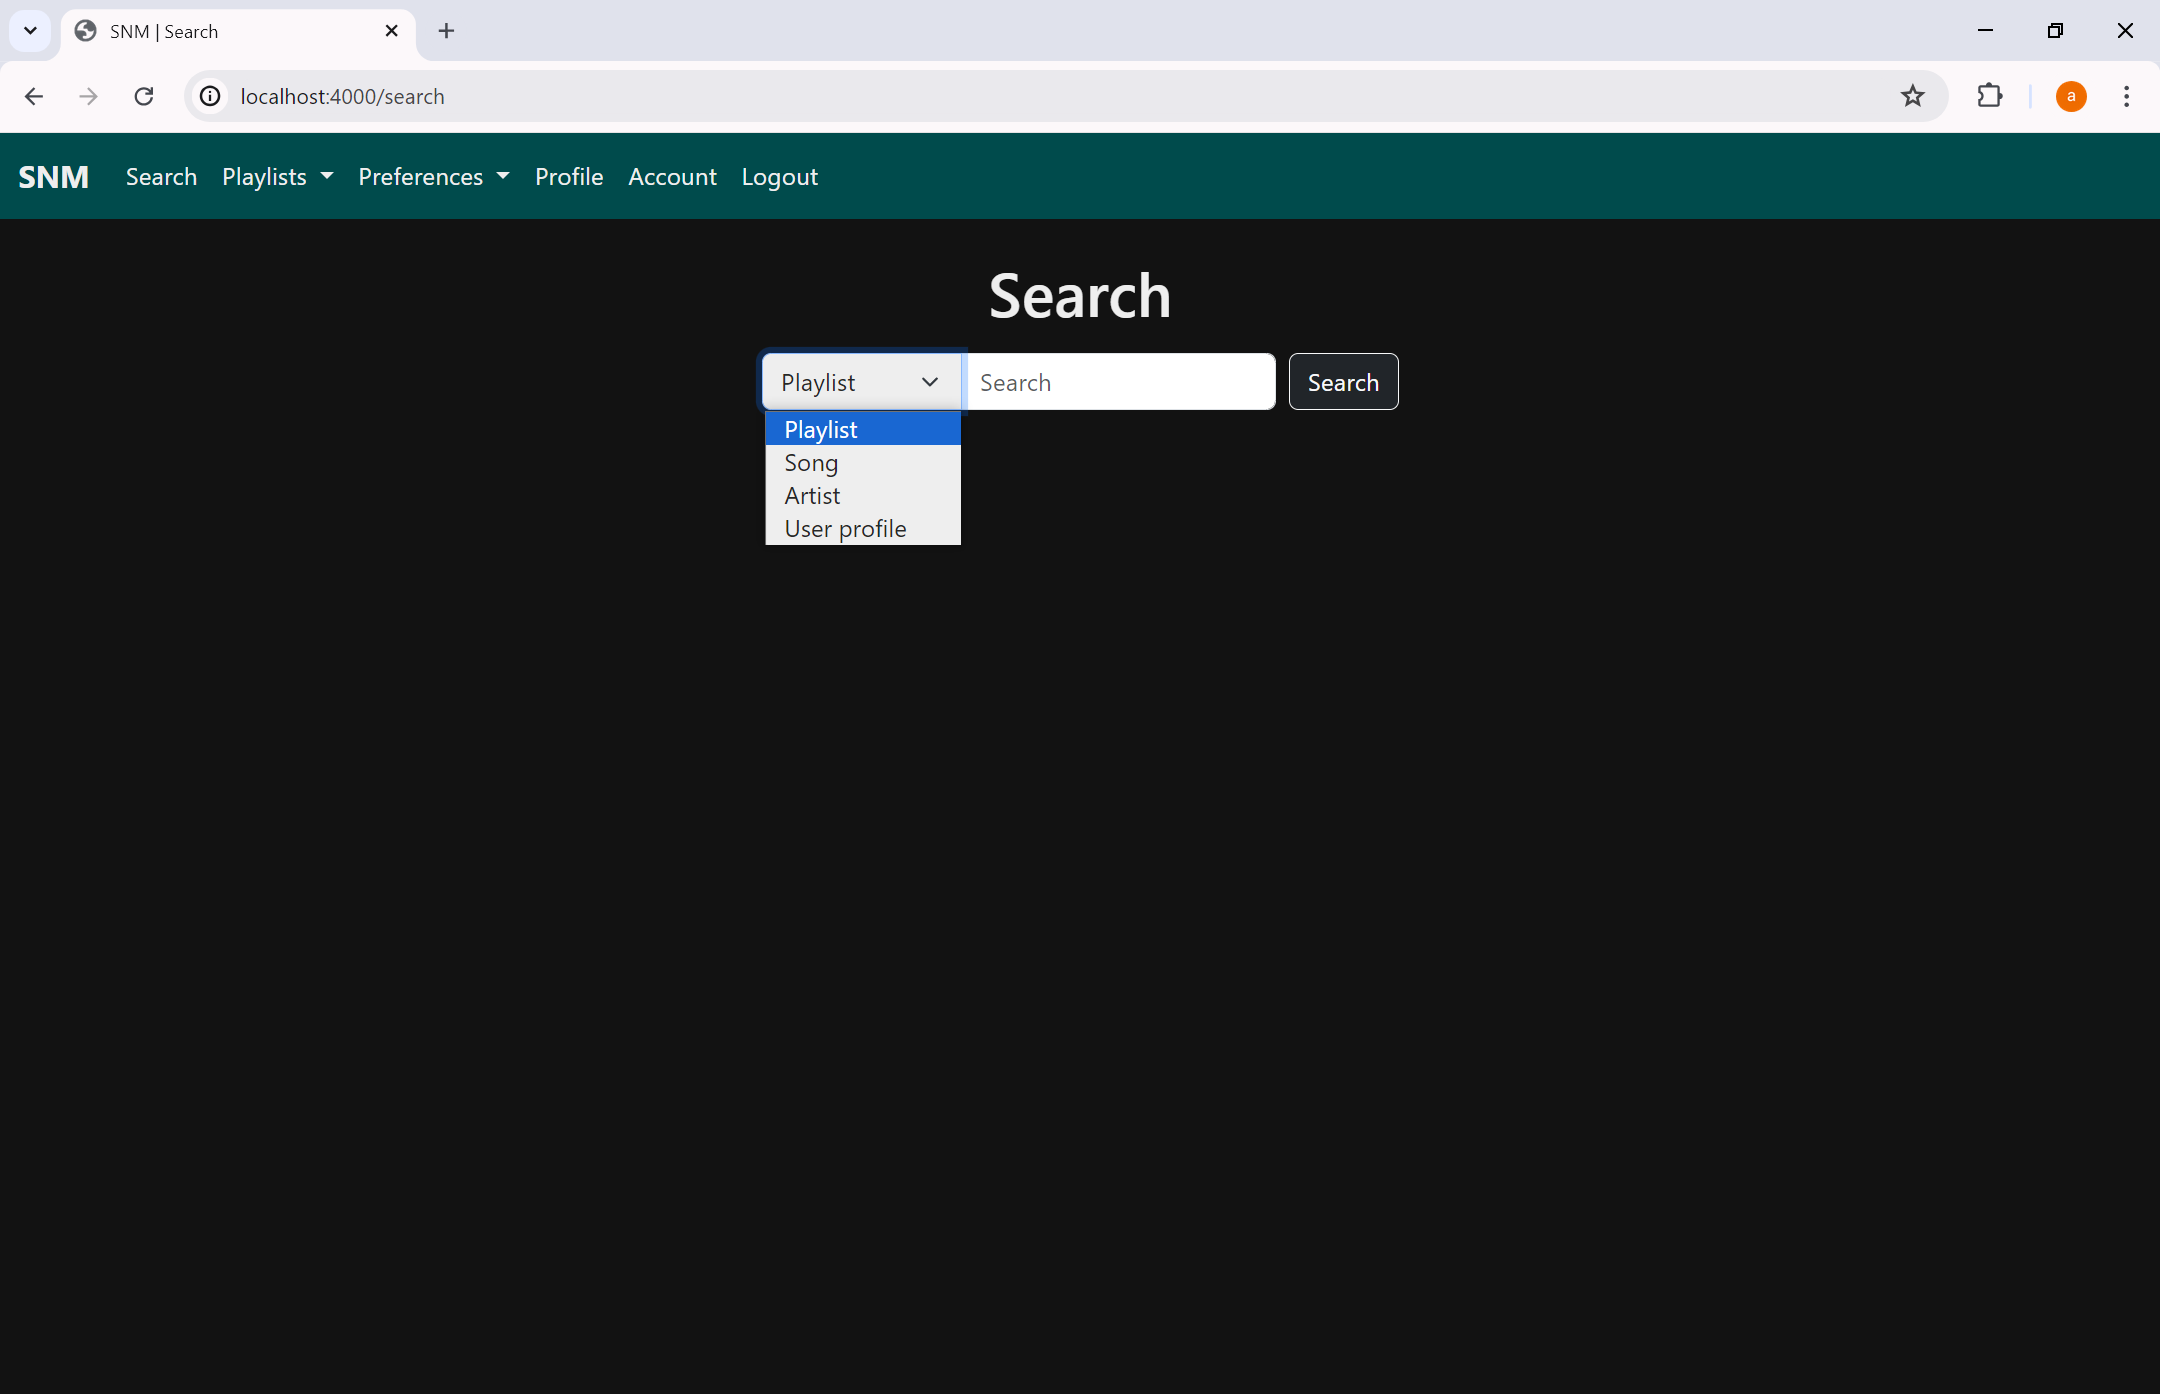 SNM | Search
localhost:4000/search
a
SNM Search Playlists Preferences Profile Account Logout
Search
Playlist Search Search
Playlist
Song
Artist
User profile